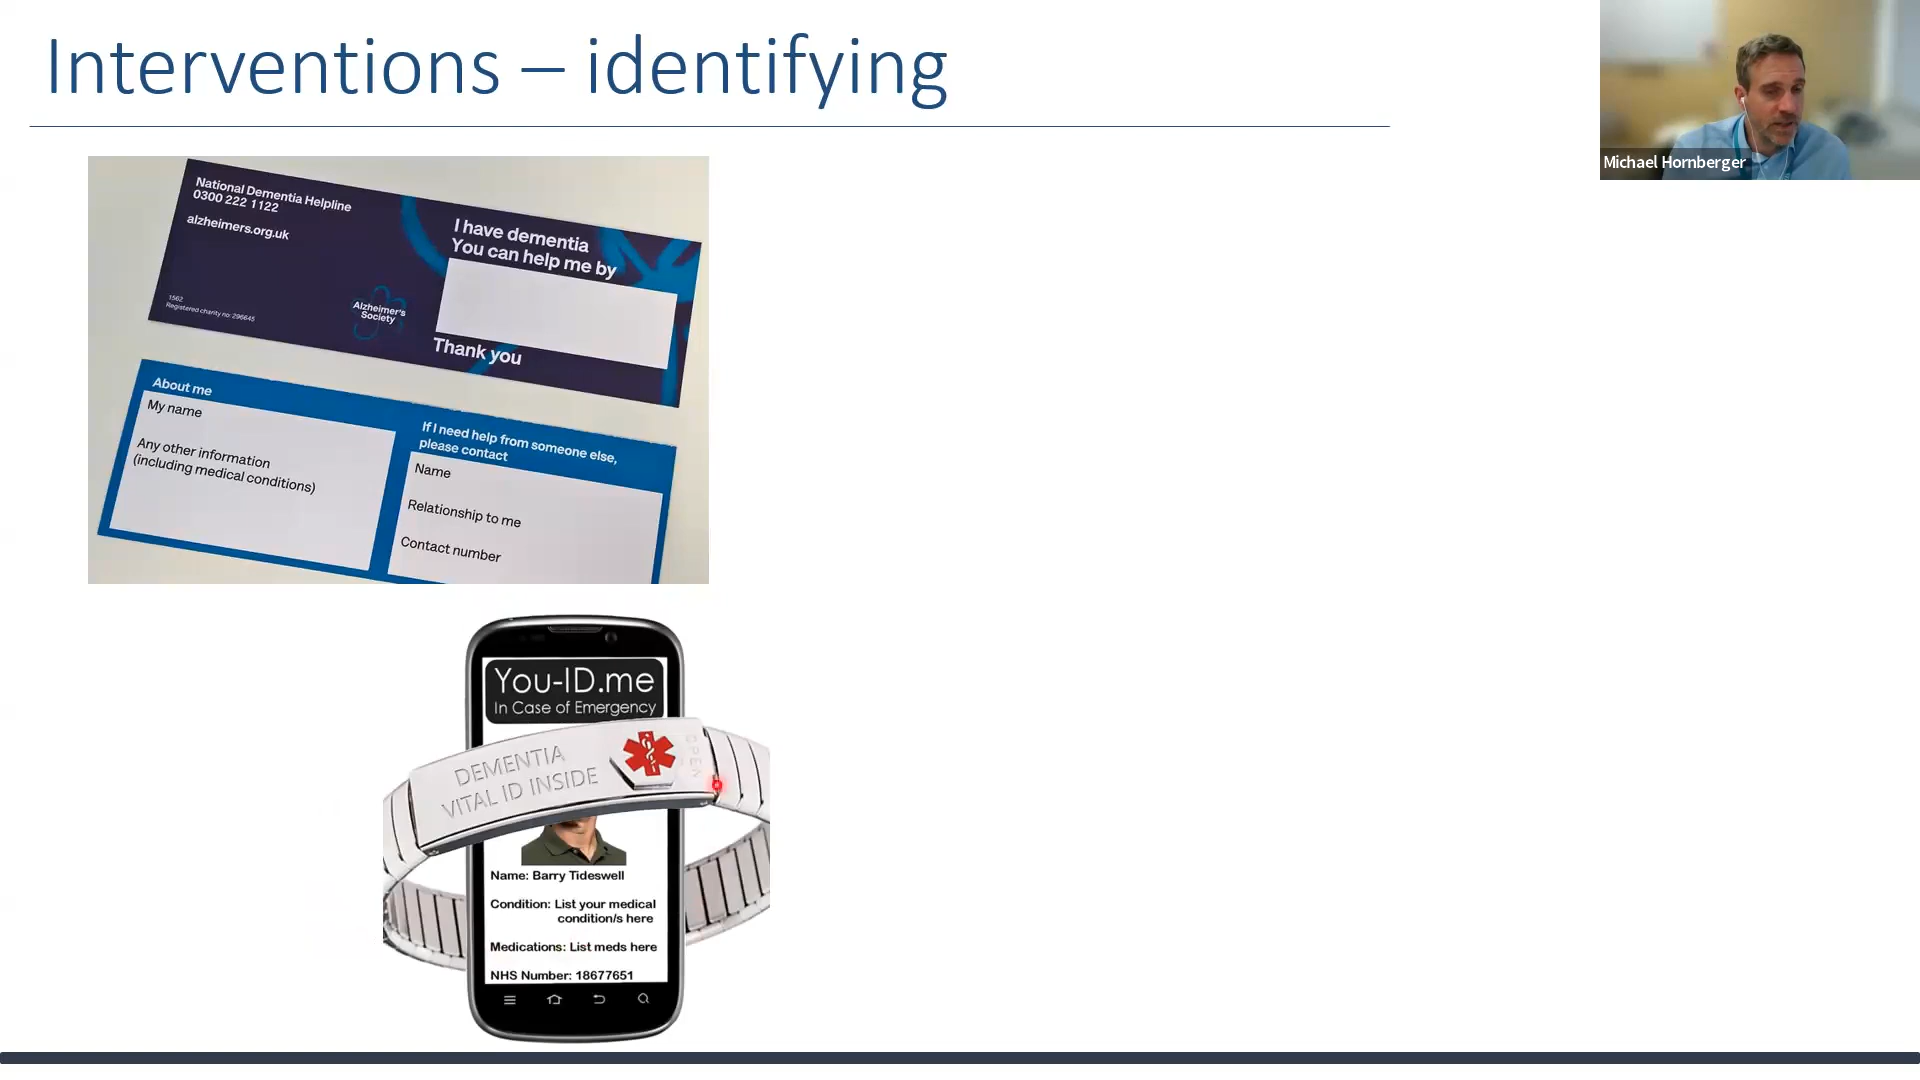 Interventions – identifying
Michael Hornberger
National Dementia Helpline
0300 222 1122
alzheimers.org.uk
1562
Registered charity no: 296645
Alzheimer's
Society
I have dementia
You can help me by
Thank you
About me
My name
Any other information
(including medical conditions)
If I need help from someone else,
please contact
Name
Relationship to me
Contact number
You-ID.me
In Case of Emergency
DEMENTIA
VITAL ID INSIDE
OPEN
Name: Barry Tideswell
Condition: List your medical
condition/s here
Medications: List meds here
NHS Number: 18677651